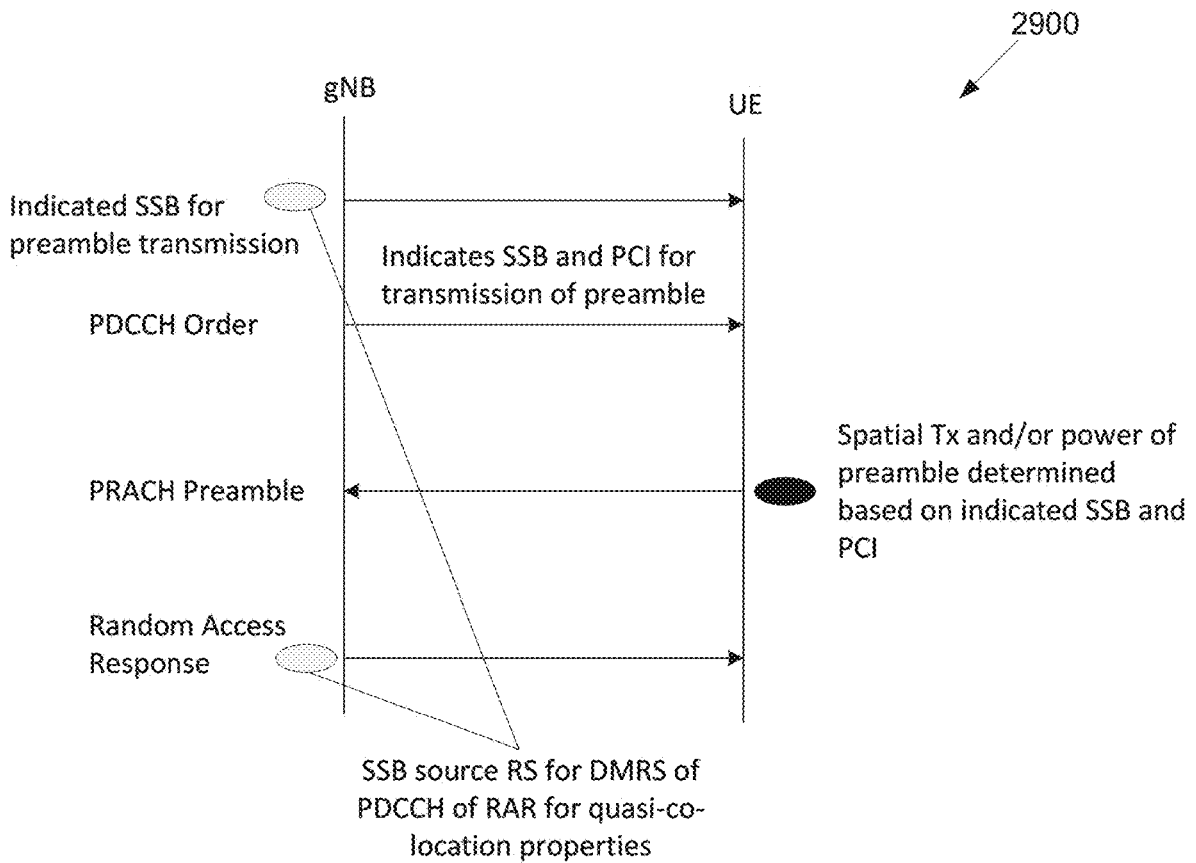 2900
gNB
UE
Indicated SSB for
preamble transmission
Indicates SSB and PCI for
transmission of preamble
PDCCH Order
Spatial Tx and/or power of
preamble determined
based on indicated SSB and
PCI
PRACH Preamble
Random Access
Response
SSB source RS for DMRS of
PDCCH of RAR for quasi-co-
location properties